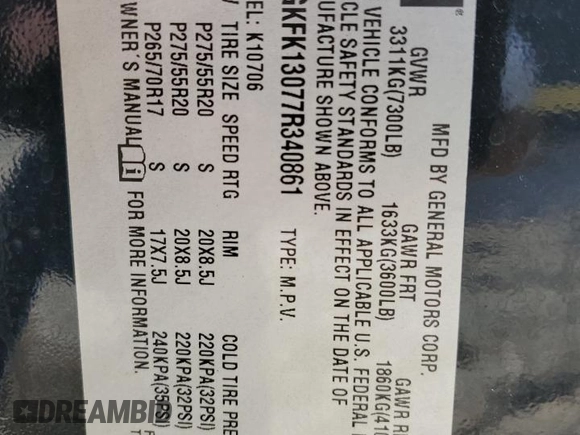 MFD BY GENERAL MOTORS CORP.
GVWR GAWR FRT GAWR R
3311KG(7300LB) 1633KG(3600LB) 1860KG(410
VEHICLE CONFORMS TO ALL APPLICABLE U.S. FEDERAL
CLE SAFETY STANDARDS IN EFFECT ON THE DATE OF
UFACTURE SHOWN ABOVE.
GKFK13077R340861 TYPE: M.P.V.
EL: K10706
TIRE SIZE SPEED RTG RIM COLD TIRE PRE
P275/55R20 S 20X8.5J 220KPA(32PSI)
P275/55R20 S 20X8.5J 220KPA(32PSI)
P265/70R17 S 17X7.5J 240KPA(35PSI)
WNER'S MANUAL FOR MORE INFORMATION.
DREAMBID